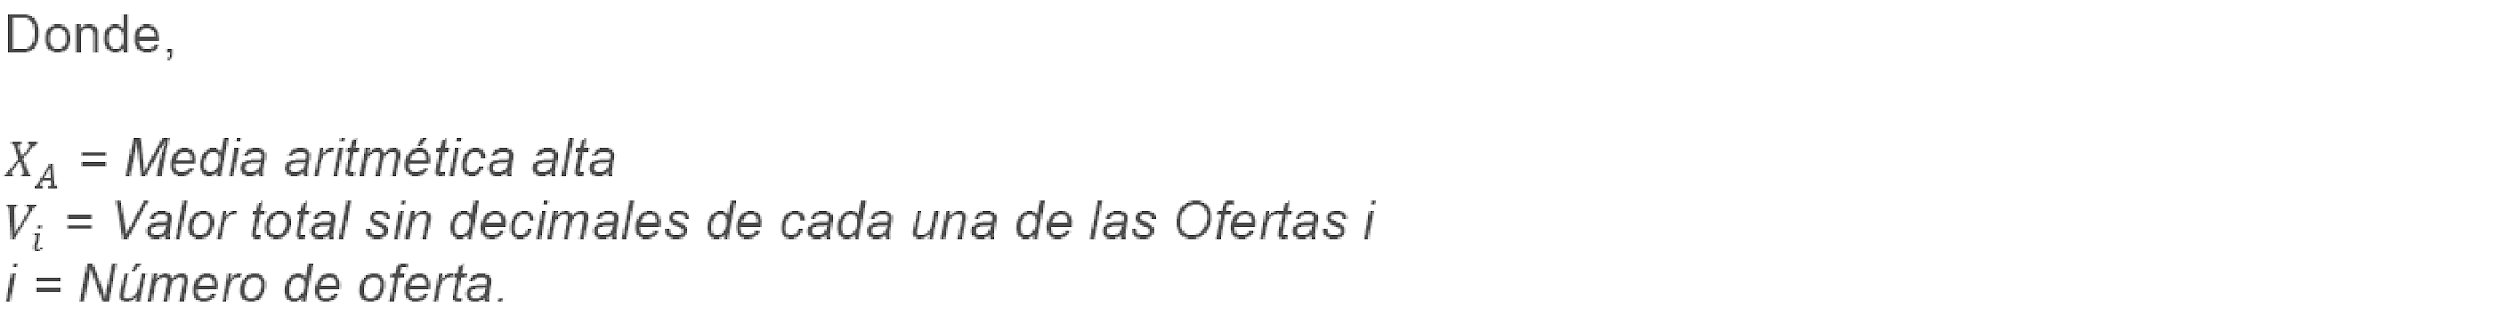 Donde,
X_A = Media aritmética alta
V_i = Valor total sin decimales de cada una de las Ofertas i
i = Número de oferta.